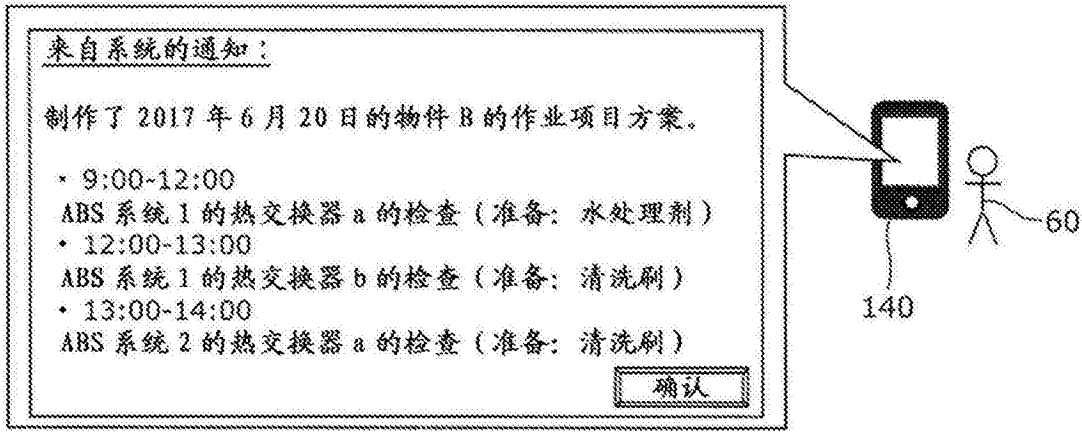 来自系统的通知：
制作了 2017 年 6 月 20 日的物件 B 的作业项目方案。
· 9:00-12:00
ABS 系统 1 的热交换器 a 的检查（准备：水处理剂）
· 12:00-13:00
ABS 系统 1 的热交换器 b 的检查（准备：清洗刷）
· 13:00-14:00
ABS 系统 2 的热交换器 a 的检查（准备：清洗刷）
确认
60
140